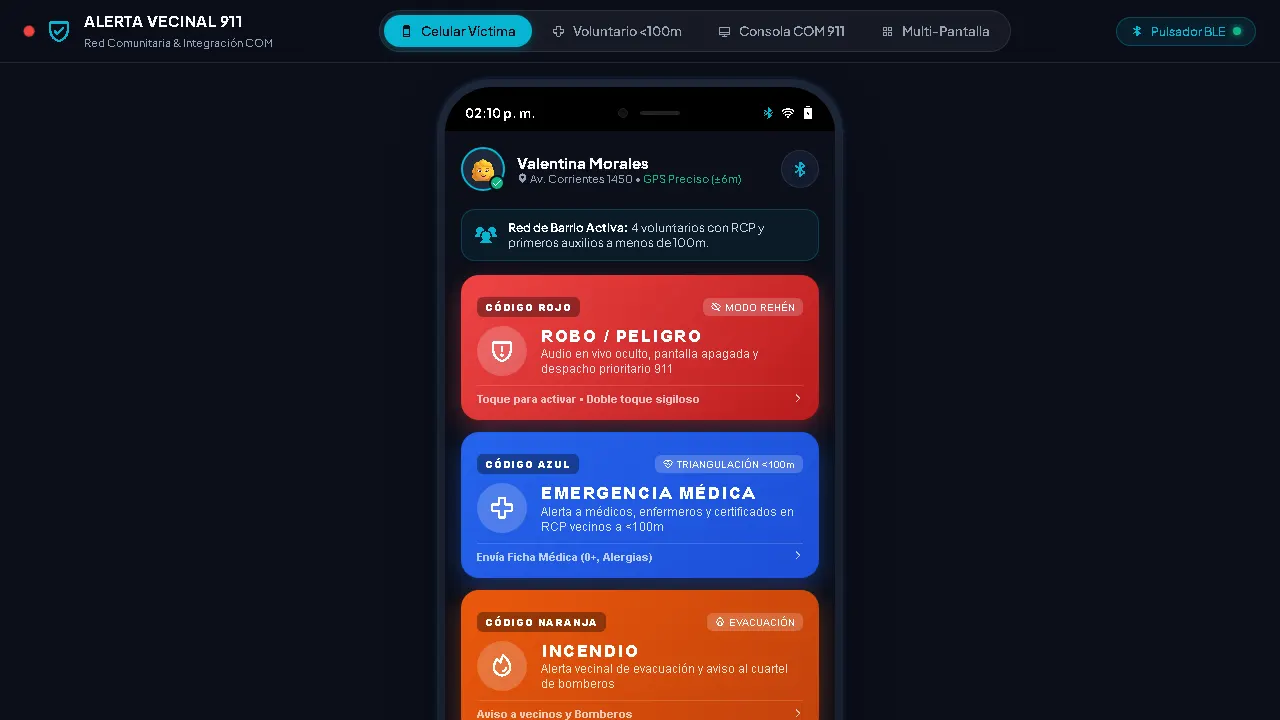 ALERTA VECINAL 911
Red Comunitaria & Integración COM
Celular Víctima
Voluntario <100m
Consola COM 911
Multi-Pantalla
Pulsador BLE
02:10 p. m.
Valentina Morales
Av. Corrientes 1450 • GPS Preciso (±6m)
Red de Barrio Activa: 4 voluntarios con RCP y
primeros auxilios a menos de 100m.
CÓDIGO ROJO
MODO REHÉN
ROBO / PELIGRO
Audio en vivo oculto, pantalla apagada y
despacho prioritario 911
Toque para activar • Doble toque sigiloso
CÓDIGO AZUL
TRIANGULACIÓN <100m
EMERGENCIA MÉDICA
Alerta a médicos, enfermeros y certificados en
RCP vecinos a <100m
Envía Ficha Médica (0+, Alergias)
CÓDIGO NARANJA
EVACUACIÓN
INCENDIO
Alerta vecinal de evacuación y aviso al cuartel
de bomberos
Aviso a vecinos y Bomberos